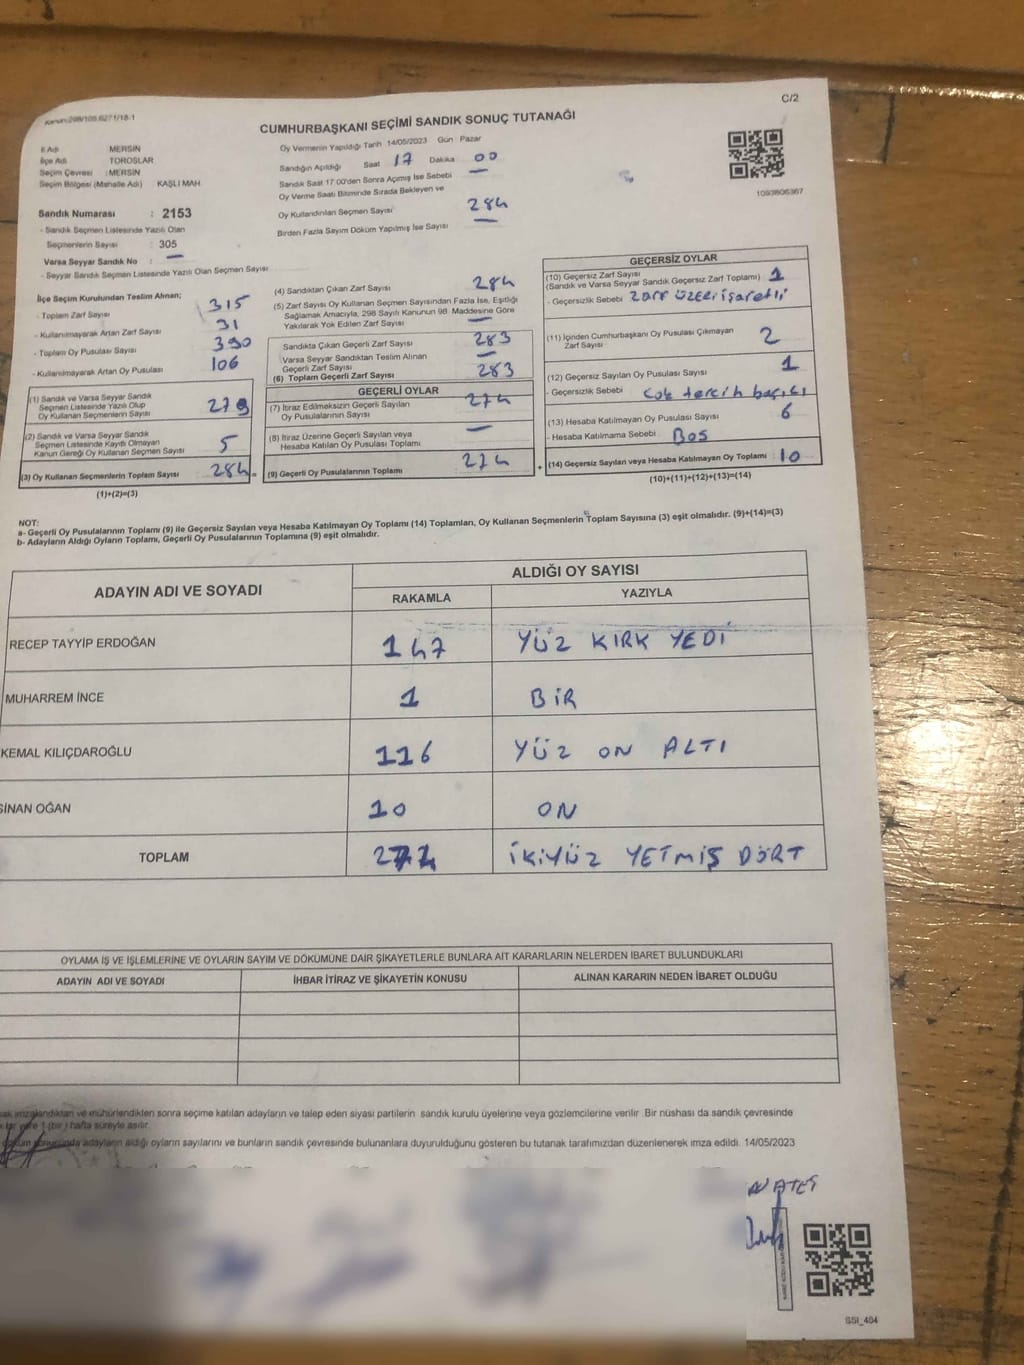 Kanun:298/105,6271/18-1
C/2
CUMHURBAŞKANI SEÇİMİ SANDIK SONUÇ TUTANAĞI
İl Adı MERSİN
İlçe Adı TOROSLAR
Seçim Çevresi : MERSİN
Seçim Bölgesi (Mahalle Adı) KAŞLI MAH.
Oy Vermenin Yapıldığı Tarih 14/05/2023 Gün Pazar
Sandığın Açıldığı Saat 17 Dakika 00
Sandık Saat 17:00'den Sonra Açılmış İse Sebebi
Oy Verme Saati Bitiminde Sırada Bekleyen ve
Oy Kullandırılan Seçmen Sayısı 284
Birden Fazla Sayım Döküm Yapılmış İse Sayısı —
1093806367
Sandık Numarası : 2153
- Sandık Seçmen Listesinde Yazılı Olan
Seçmenlerin Sayısı : 305
Varsa Seyyar Sandık No : —
- Seyyar Sandık Seçmen Listesinde Yazılı Olan Seçmen Sayısı
İlçe Seçim Kurulundan Teslim Alınan;
- Toplam Zarf Sayısı 315
- Kullanılmayarak Artan Zarf Sayısı 31
- Toplam Oy Pusulası Sayısı 390
- Kullanılmayarak Artan Oy Pusulası 106
(1) Sandık ve Varsa Seyyar Sandık
Seçmen Listesinde Yazılı Olup
Oy Kullanan Seçmenlerin Sayısı 279
(2) Sandık ve Varsa Seyyar Sandık
Seçmen Listesinde Kayıtlı Olmayan
Kanun Gereği Oy Kullanan Seçmen Sayısı 5
(3) Oy Kullanan Seçmenlerin Toplam Sayısı 284 =
(1)+(2)=(3)
(4) Sandıktan Çıkan Zarf Sayısı 284
(5) Zarf Sayısı Oy Kullanan Seçmen Sayısından Fazla İse, Eşitliği
Sağlamak Amacıyla, 298 Sayılı Kanunun 98. Maddesine Göre
Yakılarak Yok Edilen Zarf Sayısı —
Sandıkta Çıkan Geçerli Zarf Sayısı 283
Varsa Seyyar Sandıktan Teslim Alınan
Geçerli Zarf Sayısı —
(6) Toplam Geçerli Zarf Sayısı 283
GEÇERLİ OYLAR
(7) İtiraz Edilmeksizin Geçerli Sayılan
Oy Pusulalarının Sayısı 274
(8) İtiraz Üzerine Geçerli Sayılan veya
Hesaba Katılan Oy Pusulası Toplamı —
(9) Geçerli Oy Pusulalarının Toplamı 274 +
GEÇERSİZ OYLAR
(10) Geçersiz Zarf Sayısı
(Sandık ve Varsa Seyyar Sandık Geçersiz Zarf Toplamı) 1
- Geçersizlik Sebebi Zarf üzeri işaretli
(11) İçinden Cumhurbaşkanı Oy Pusulası Çıkmayan
Zarf Sayısı 2
(12) Geçersiz Sayılan Oy Pusulası Sayısı 1
- Geçersizlik Sebebi Çok tercih
(13) Hesaba Katılmayan Oy Pusulası Sayısı 6
- Hesaba Katılmama Sebebi Boş
(14) Geçersiz Sayılan veya Hesaba Katılmayan Oy Toplamı : 10
(10)+(11)+(12)+(13)=(14)
NOT:
a- Geçerli Oy Pusulalarının Toplamı (9) ile Geçersiz Sayılan veya Hesaba Katılmayan Oy Toplamı (14) Toplamları, Oy Kullanan Seçmenlerin Toplam Sayısına (3) eşit olmalıdır. (9)+(14)=(3)
b- Adayların Aldığı Oyların Toplamı, Geçerli Oy Pusulalarının Toplamına (9) eşit olmalıdır.
ADAYIN ADI VE SOYADI
ALDIĞI OY SAYISI
RAKAMLA YAZIYLA
RECEP TAYYİP ERDOĞAN 147 YÜZ KIRK YEDİ
MUHARREM İNCE 1 BİR
KEMAL KILIÇDAROĞLU 116 YÜZ ON ALTI
SİNAN OĞAN 10 ON
TOPLAM 274 İKİYÜZ YETMİŞ DÖRT
OYLAMA İŞ VE İŞLEMLERİNE VE OYLARIN SAYIM VE DÖKÜMÜNE DAİR ŞİKAYETLERLE BUNLARA AİT KARARLARIN NELERDEN İBARET BULUNDUKLARI
ADAYIN ADI VE SOYADI İHBAR İTİRAZ VE ŞİKAYETİN KONUSU ALINAN KARARIN NEDEN İBARET OLDUĞU
imzalandıktan ve mühürlendikten sonra seçime katılan adayların ve talep eden siyasi partilerin sandık kurulu üyelerine veya gözlemcilerine verilir. Bir nüshası da sandık çevresinde
yere 1 (bir) hafta süreyle asılır.
sonucunda adayların aldığı oyların sayılarını ve bunların sandık çevresinde bulunanlara duyurulduğunu gösteren bu tutanak tarafımızdan düzenlenerek imza edildi. 14/05/2023
ATEŞ
SSI_404